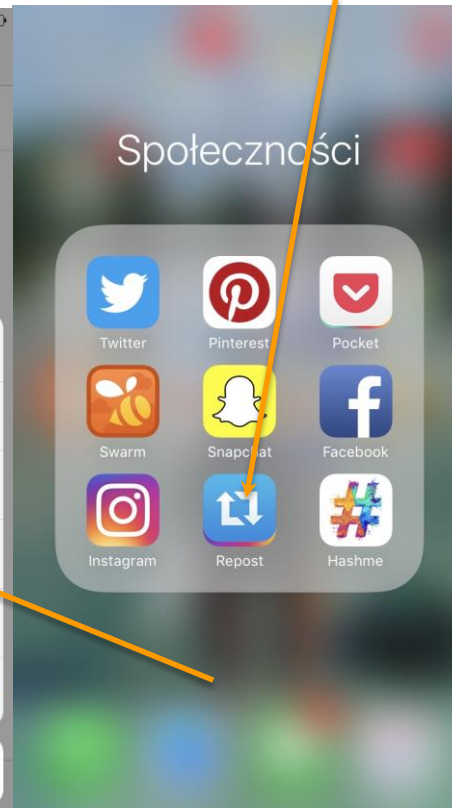 Społeczności
Twitter Pinterest Pocket
Swarm Snapchat Facebook
Instagram Repost Hashme